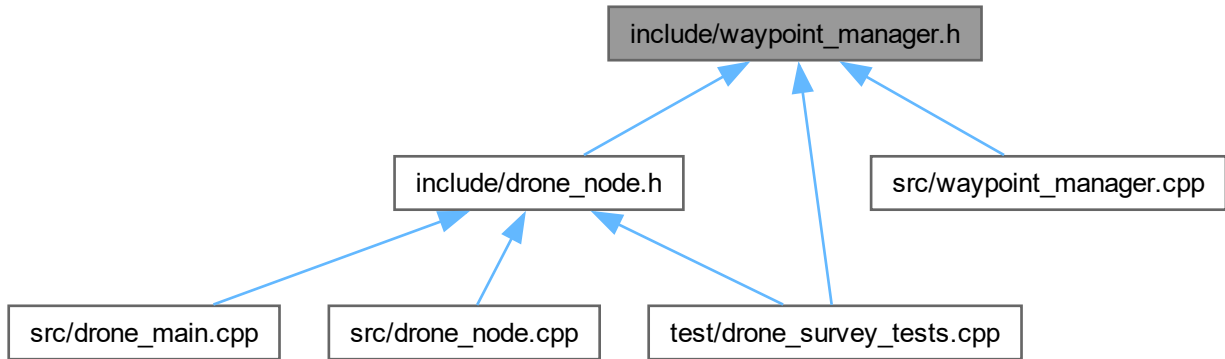 include/waypoint_manager.h
include/drone_node.h
src/waypoint_manager.cpp
src/drone_main.cpp
src/drone_node.cpp
test/drone_survey_tests.cpp